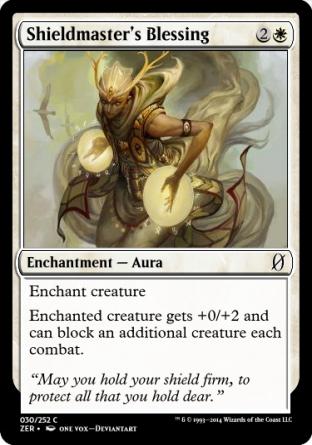 Shieldmaster's Blessing 2
Enchantment — Aura
Enchant creature
Enchanted creature gets +0/+2 and
can block an additional creature each
combat.
“May you hold your shield firm, to
protect all that you hold dear.”
030/252 C
ZER • ONE VOX—DEVIANTART
™ & © 1993–2014 Wizards of the Coast LLC